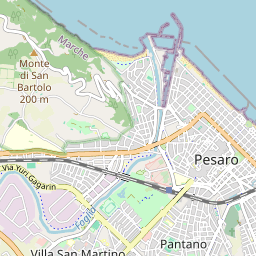 Marche
Monte
di San
Bartolo
200 m
Pesaro
Via Yuri Gagarin
Foglia
Villa San Martino
Pantano